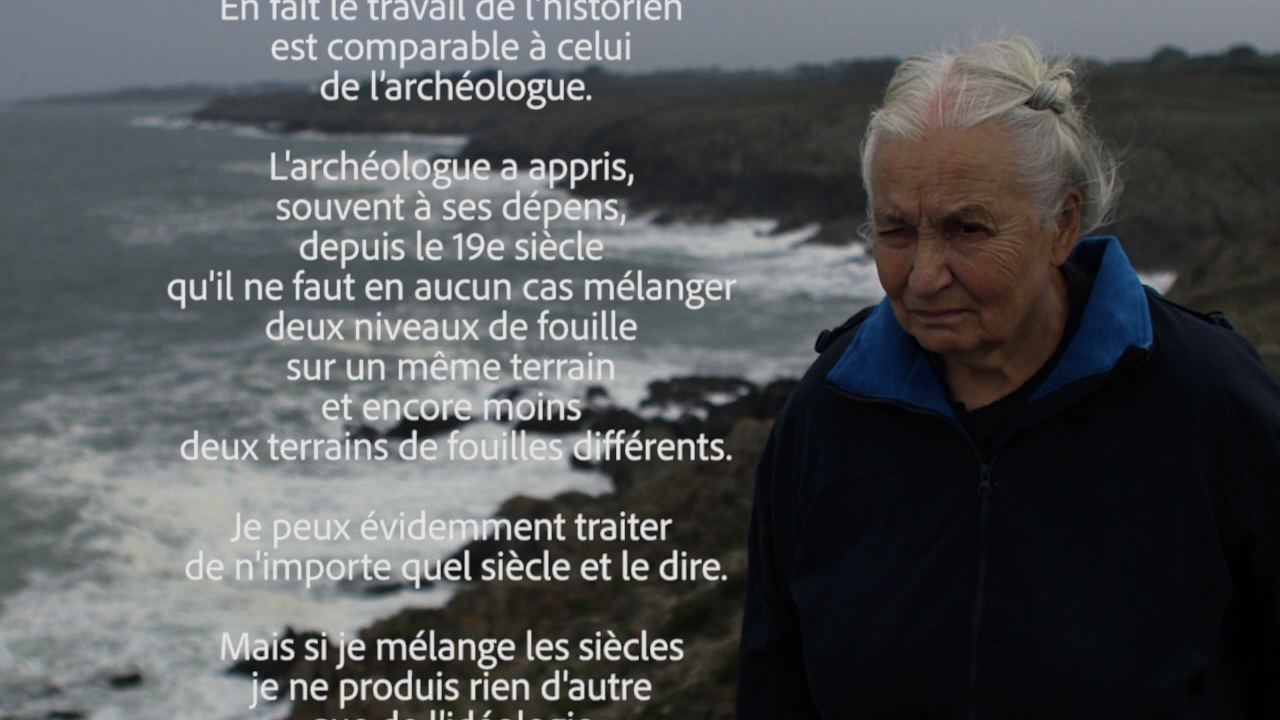 En fait le travail de l'historien
est comparable à celui
de l'archéologue.
L'archéologue a appris,
souvent à ses dépens,
depuis le 19e siècle
qu'il ne faut en aucun cas mélanger
deux niveaux de fouille
sur un même terrain
et encore moins
deux terrains de fouilles différents.
Je peux évidemment traiter
de n'importe quel siècle et le dire.
Mais si je mélange les siècles
je ne produis rien d'autre
que de l'idéologie